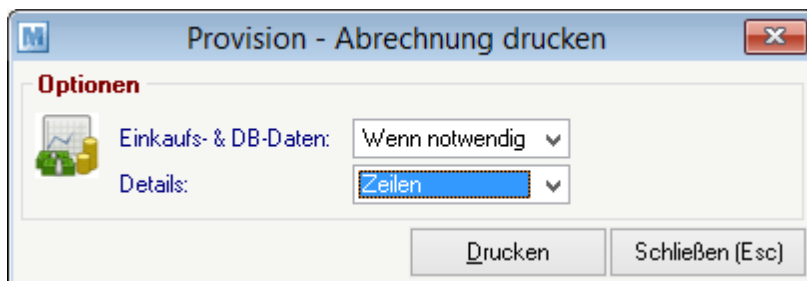 M Provision - Abrechnung drucken
Optionen
Einkaufs- & DB-Daten: Wenn notwendig
Details: Zeilen
Drucken Schließen (Esc)